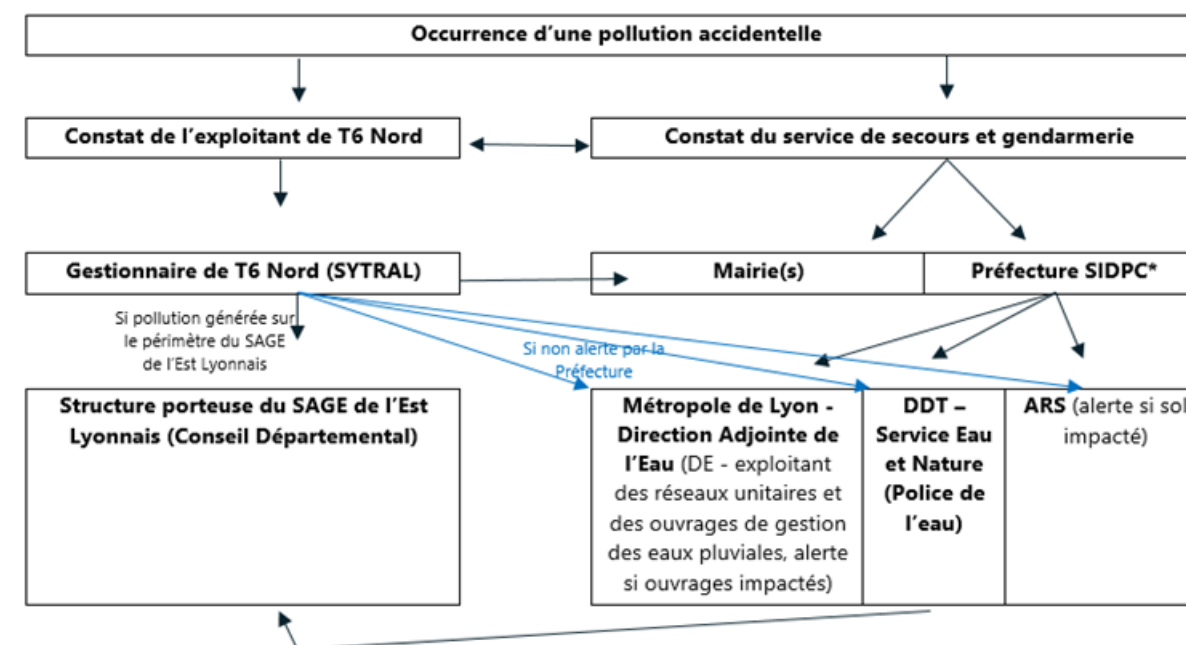 Occurrence d'une pollution accidentelle
Constat de l'exploitant de T6 Nord
Constat du service de secours et gendarmerie
Gestionnaire de T6 Nord (SYTRAL)
Mairie(s)
Préfecture SIDPC*
Si pollution générée sur
le périmètre du SAGE
de l'Est Lyonnais
Si non alerte par la
Préfecture
Structure porteuse du SAGE de l'Est
Lyonnais (Conseil Départemental)
Métropole de Lyon -
Direction Adjointe de
l'Eau (DE - exploitant
des réseaux unitaires et
des ouvrages de gestion
des eaux pluviales, alerte
si ouvrages impactés)
DDT –
Service Eau
et Nature
(Police de
l'eau)
ARS (alerte si sol
impacté)